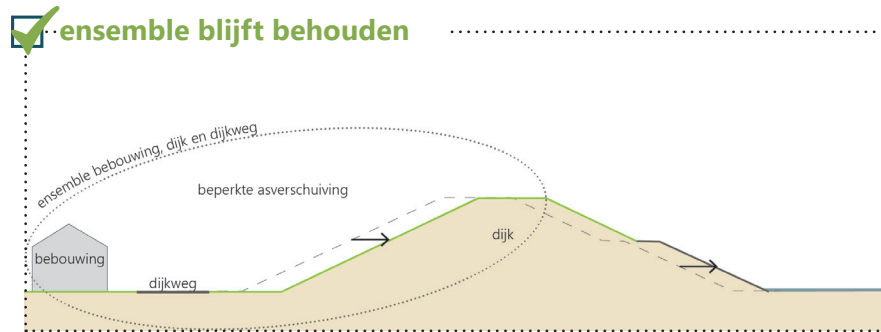 ensemble blijft behouden
ensemble bebouwing, dijk en dijkweg
beperkte asverschuiving
dijk
bebouwing
dijkweg